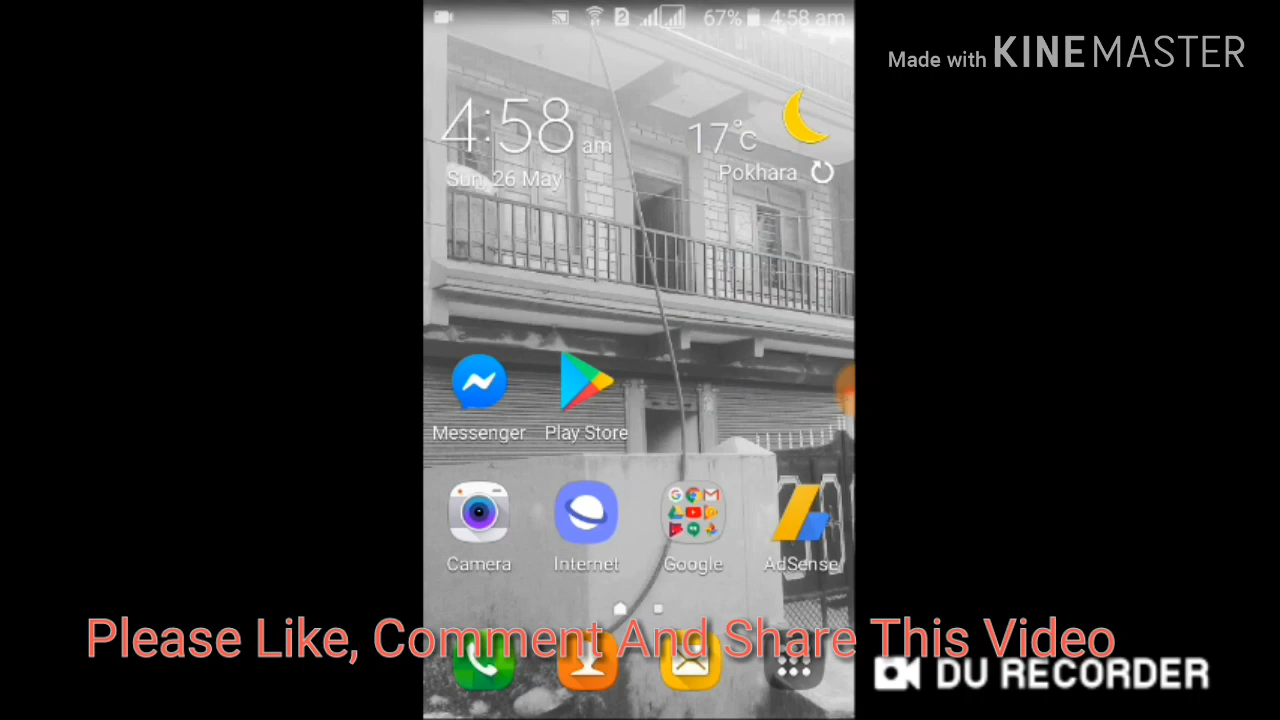 2 67% 4:58 am
Made with KINEMASTER
4:58 am
17°c
Sun, 26 May
Pokhara
Messenger Play Store
Camera Internet Google AdSense
Please Like, Comment And Share This Video
DU RECORDER